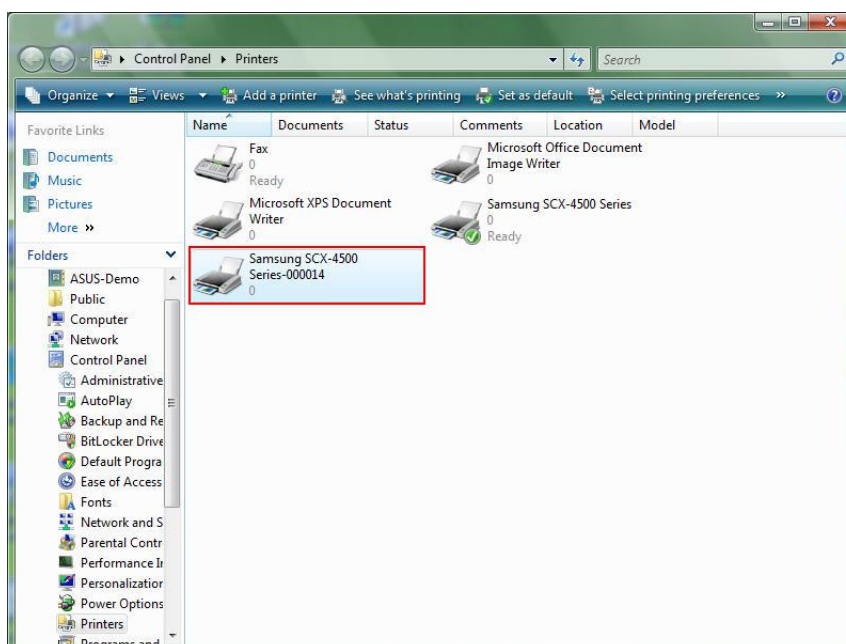 Control Panel ▸ Printers
Search
Organize Views Add a printer See what's printing Set as default Select printing preferences »
Name Documents Status Comments Location Model
Favorite Links
Documents
Music
Pictures
More »
Folders
ASUS-Demo
Public
Computer
Network
Control Panel
Administrative
AutoPlay
Backup and Re
BitLocker Drive
Default Progra
Ease of Access
Fonts
Network and S
Parental Contr
Performance Ir
Personalization
Power Options
Printers
Programs and
Fax
0
Ready
Microsoft Office Document
Image Writer
0
Microsoft XPS Document
Writer
0
Samsung SCX-4500 Series
0
Ready
Samsung SCX-4500
Series-000014
0